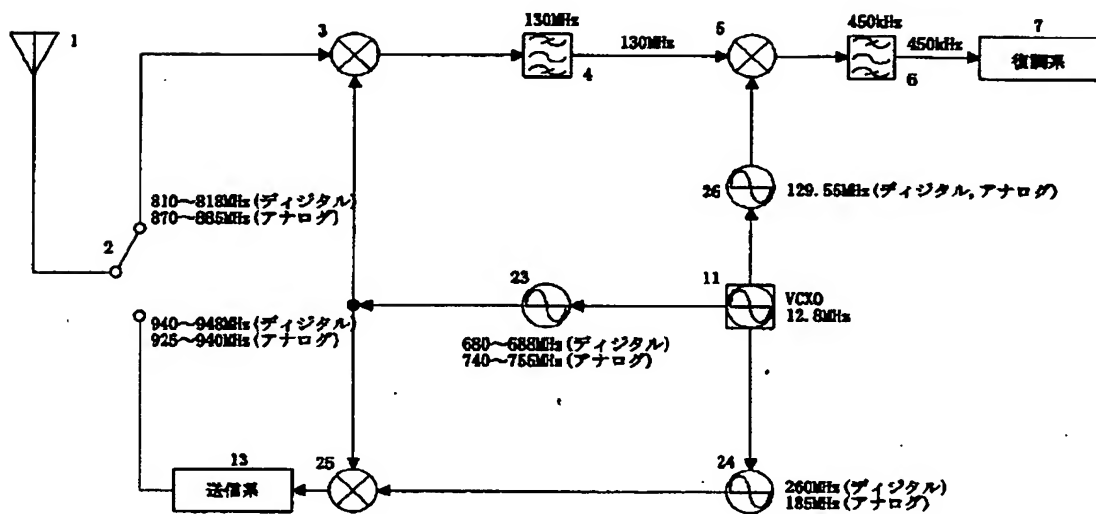 1
3
130MHz
4
130MHz
5
450kHz
6
450kHz
7
復調系
810〜818MHz(ディジタル)
870〜885MHz(アナログ)
2
26
129.55MHz(ディジタル,アナログ)
23
11
VCXO
12.8MHz
940〜948MHz(ディジタル)
925〜940MHz(アナログ)
680〜688MHz(ディジタル)
740〜755MHz(アナログ)
13
送信系
25
24
260MHz(ディジタル)
185MHz(アナログ)